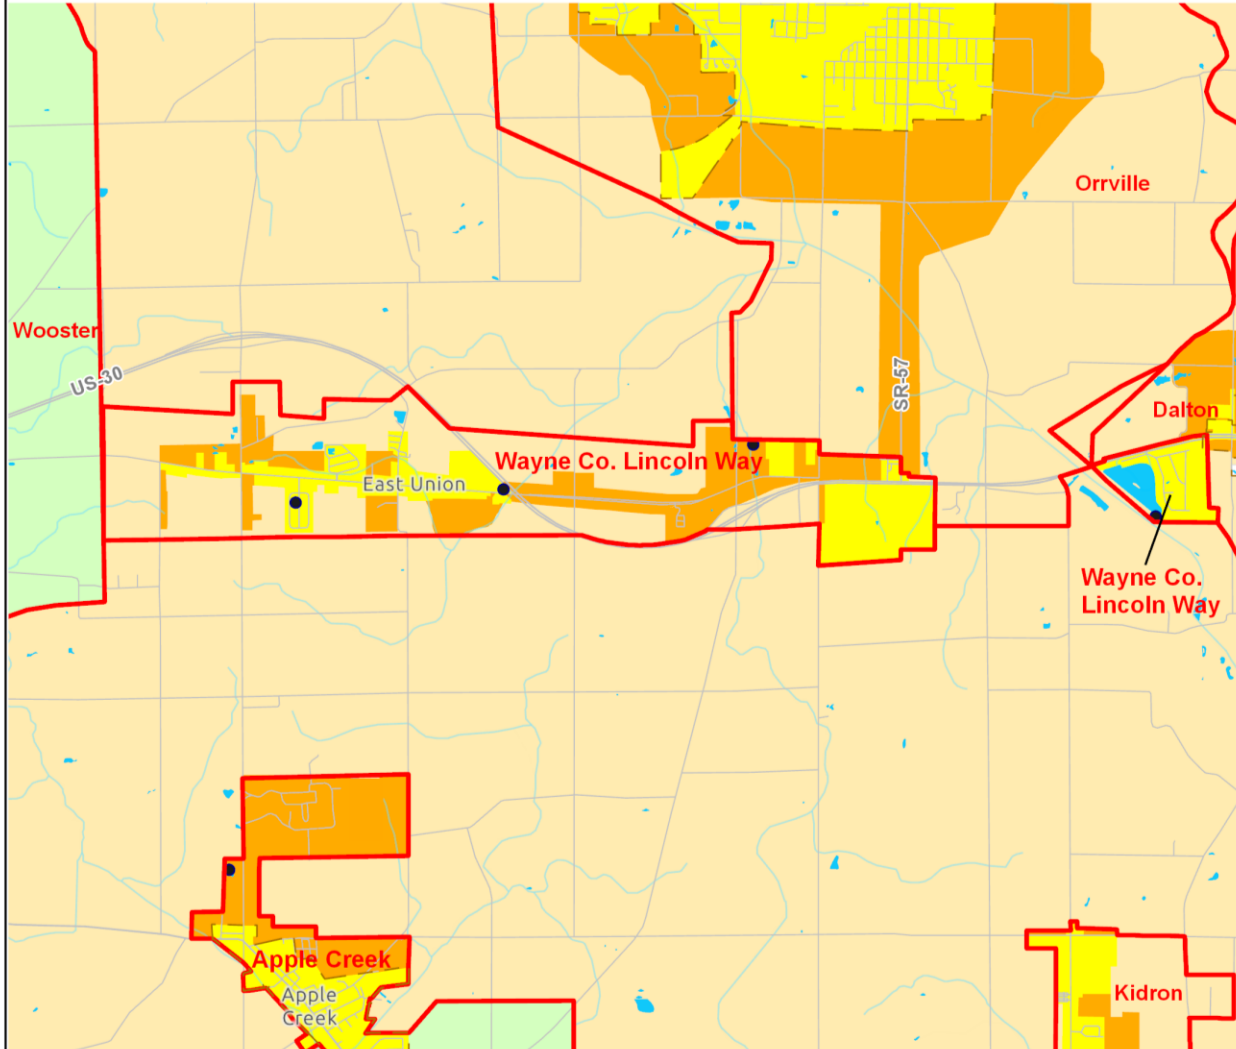 Orrville
Wooster
US-30
SR-57
Dalton
Wayne Co. Lincoln Way
East Union
Wayne Co.
Lincoln Way
Apple Creek
Apple
Creek
Kidron